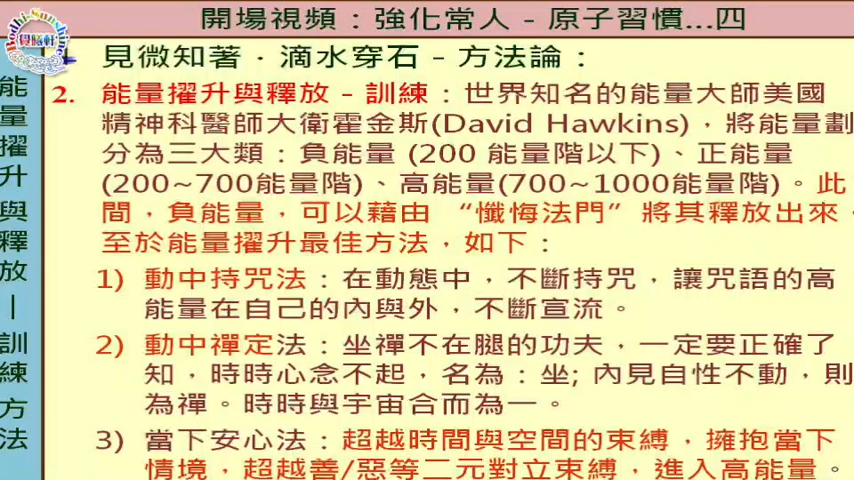 開場視頻：強化常人 – 原子習慣...四
Bodhi-Sunshine
覺曦軒
見微知著．滴水穿石 – 方法論：
2. 能量擢升與釋放 – 訓練：世界知名的能量大師美國
精神科醫師大衛霍金斯(David Hawkins)，將能量劃
分為三大類：負能量 (200 能量階以下)、正能量
(200~700能量階)、高能量(700~1000能量階)。此
間，負能量，可以藉由 “懺悔法門” 將其釋放出來．
至於能量擢升最佳方法，如下：
1) 動中持咒法：在動態中，不斷持咒，讓咒語的高
能量在自己的內與外，不斷宣流。
2) 動中禪定法：坐禪不在腿的功夫，一定要正確了
知，時時心念不起，名為：坐; 內見自性不動，則
為禪。時時與宇宙合而為一。
3) 當下安心法：超越時間與空間的束縛，擁抱當下
情境，超越善/惡等二元對立束縛，進入高能量。
能量擢升與釋放｜訓練方法